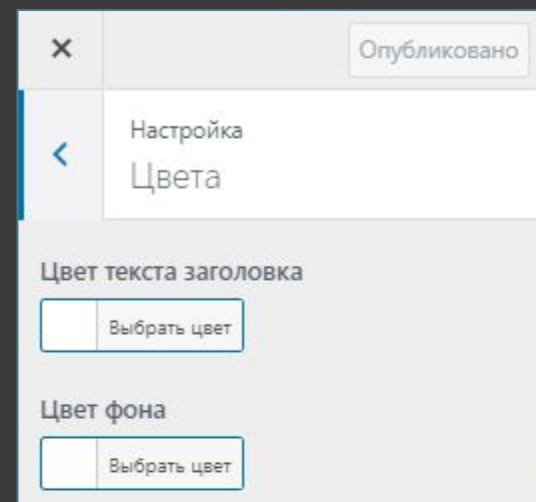 Опубликовано
Настройка
Цвета
Цвет текста заголовка
Выбрать цвет
Цвет фона
Выбрать цвет